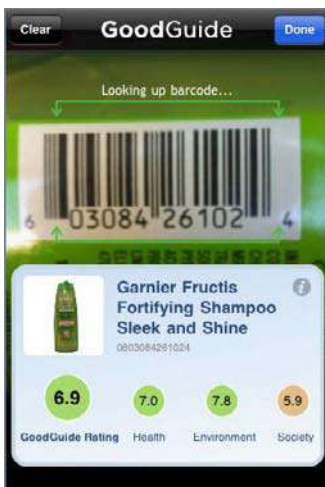 Clear
GoodGuide
Done
Looking up barcode...
6 03084 26102 4
Garnier Fructis
Fortifying Shampoo
Sleek and Shine
0603084261024
6.9
7.0
7.8
5.9
GoodGuide Rating
Health
Environment
Society